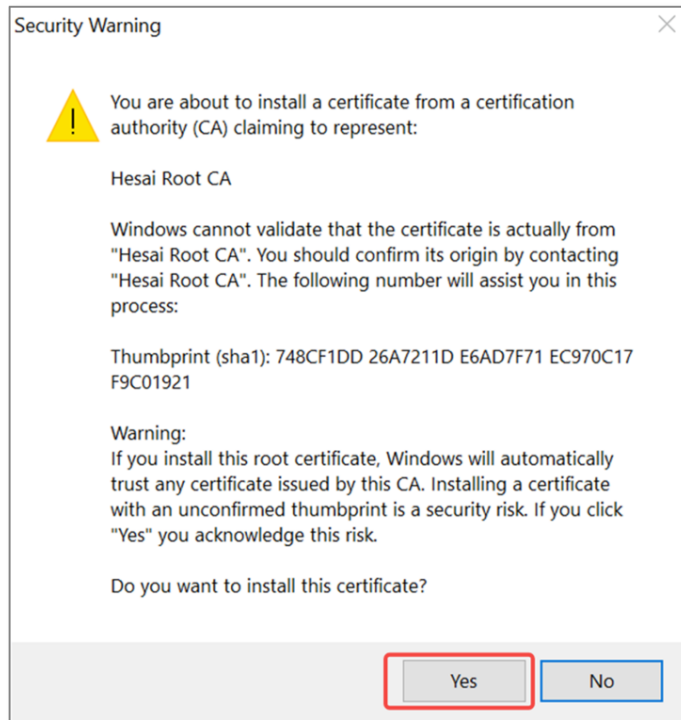 Security Warning
You are about to install a certificate from a certification
authority (CA) claiming to represent:
Hesai Root CA
Windows cannot validate that the certificate is actually from
"Hesai Root CA". You should confirm its origin by contacting
"Hesai Root CA". The following number will assist you in this
process:
Thumbprint (sha1): 748CF1DD 26A7211D E6AD7F71 EC970C17
F9C01921
Warning:
If you install this root certificate, Windows will automatically
trust any certificate issued by this CA. Installing a certificate
with an unconfirmed thumbprint is a security risk. If you click
"Yes" you acknowledge this risk.
Do you want to install this certificate?
Yes No